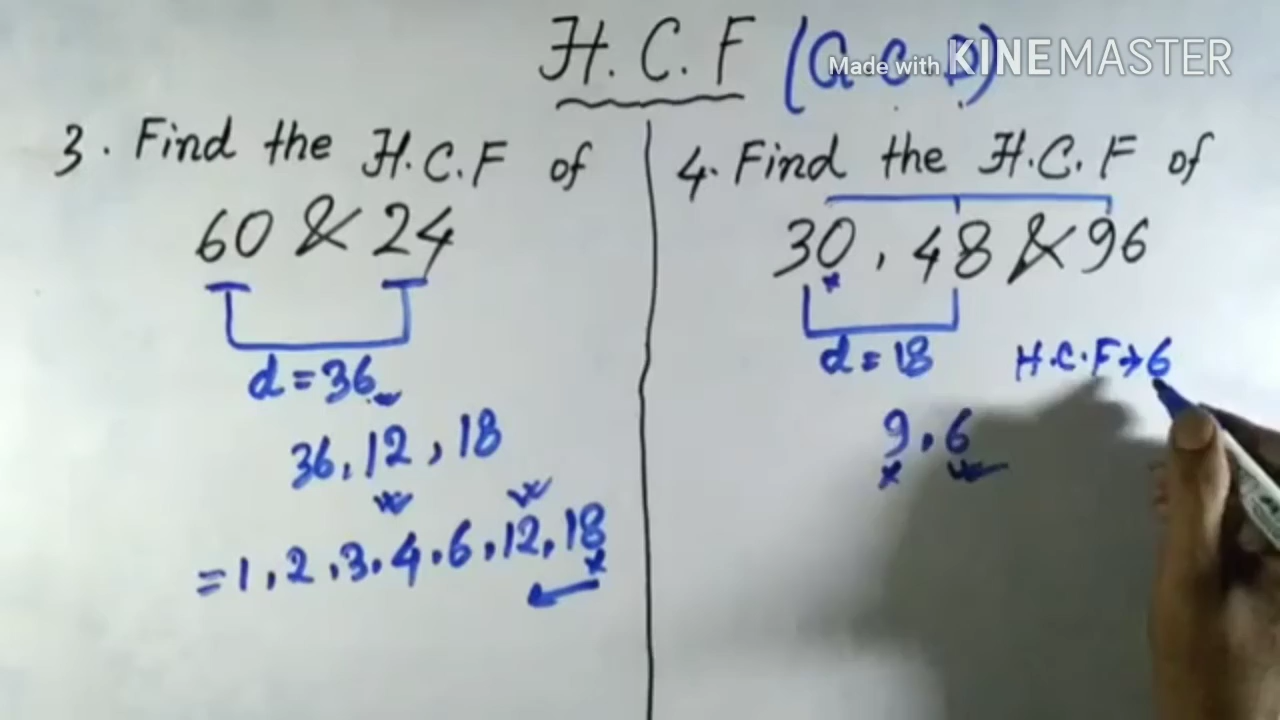 H.C.F (G.C.D)
Made with KINEMASTER
3. Find the H.C.F of
60 & 24
d=36
36, 12, 18
=1,2,3,4,6,12,18
4. Find the H.C.F of
30, 48 & 96
d=18
H.C.F→6
9,6